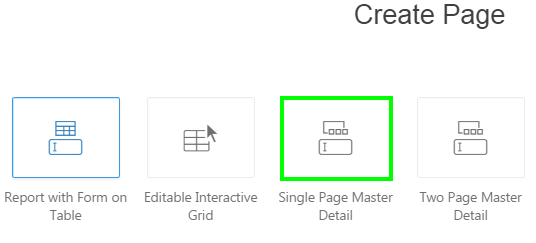 Create Page
Report with Form on
Table
Editable Interactive
Grid
Single Page Master
Detail
Two Page Master
Detail